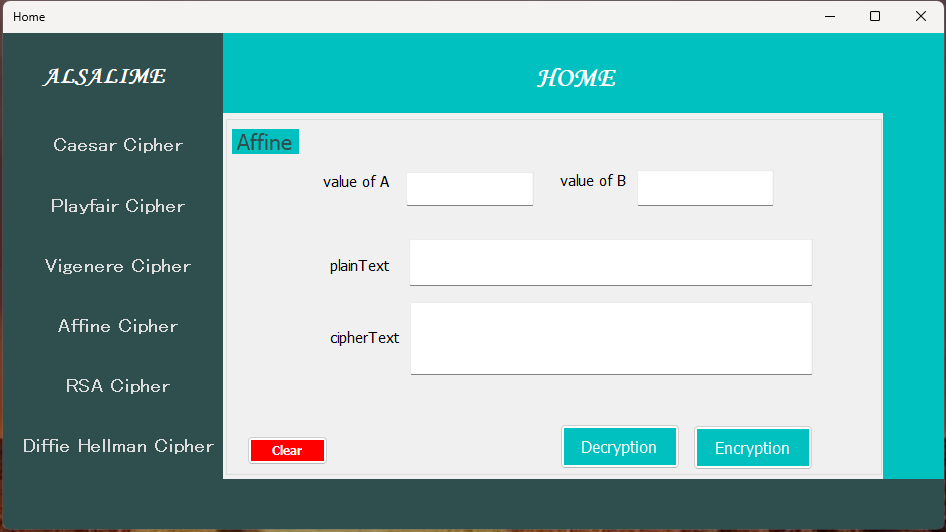 Home
ALSALIME
HOME
Caesar Cipher
Playfair Cipher
Vigenere Cipher
Affine Cipher
RSA Cipher
Diffie Hellman Cipher
Affine
value of A
value of B
plainText
cipherText
Clear
Decryption
Encryption